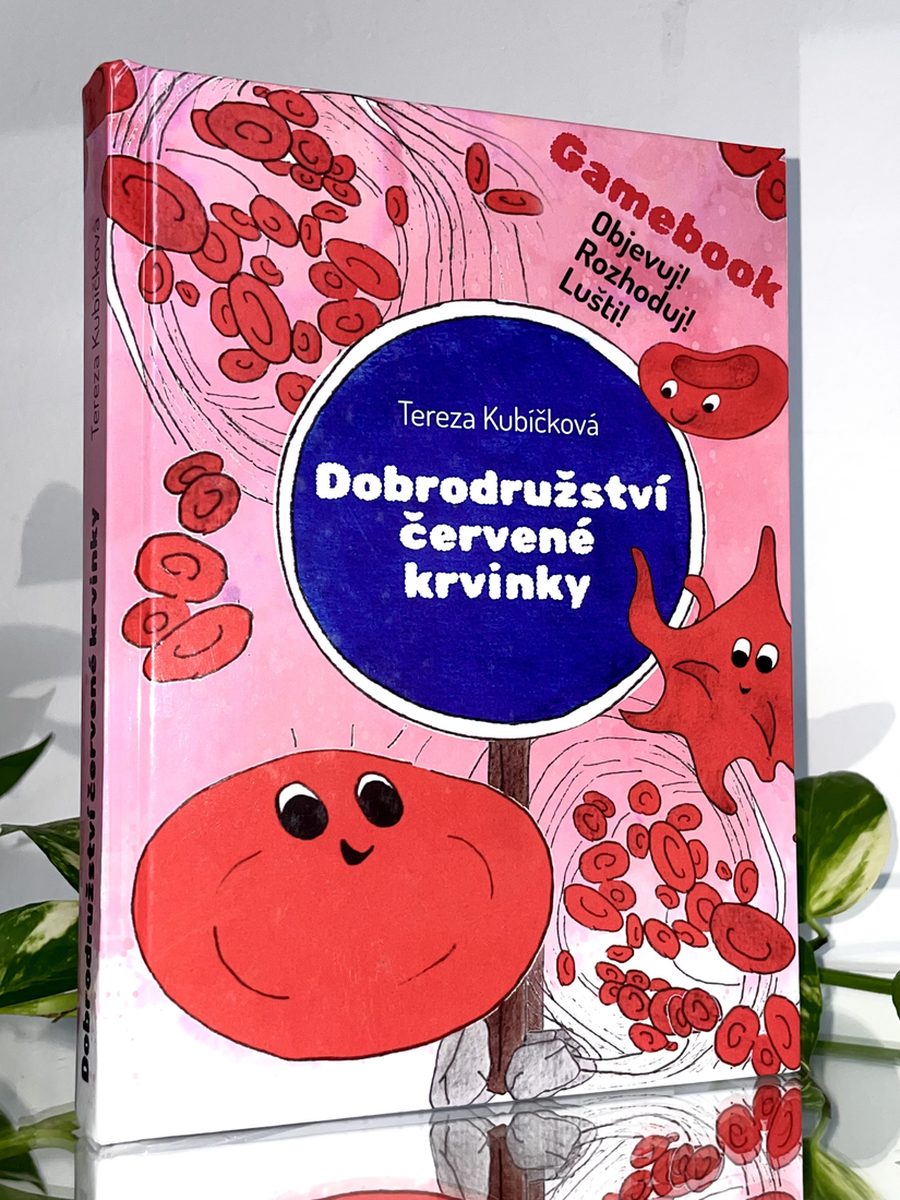 Gamebook
Objevuj!
Rozhoduj!
Lušti!
Tereza Kubíčková
Dobrodružství
červené
krvinky
Tereza Kubíčková
Dobrodružství červené krvinky